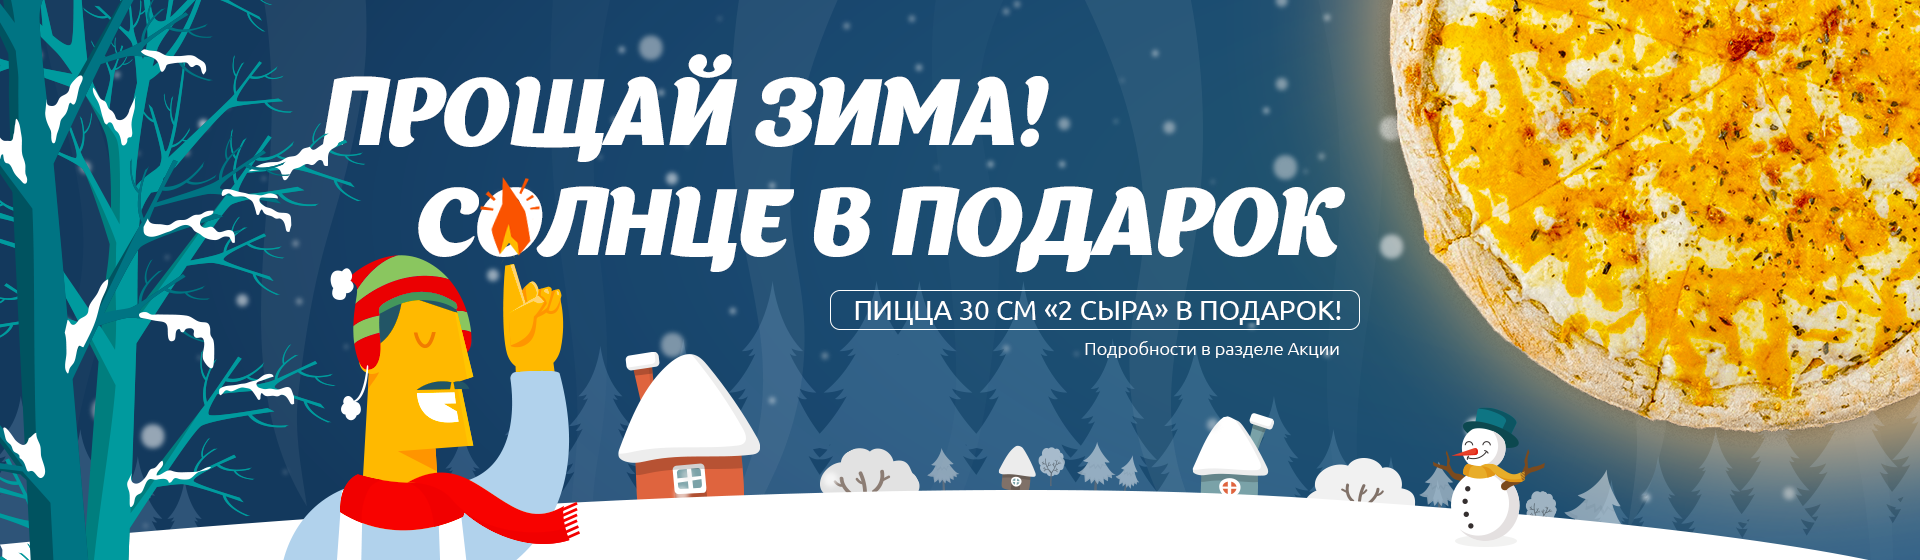 ПРОЩАЙ ЗИМА!
СОЛНЦЕ В ПОДАРОК
ПИЦЦА 30 СМ «2 СЫРА» В ПОДАРОК!
Подробности в разделе Акции